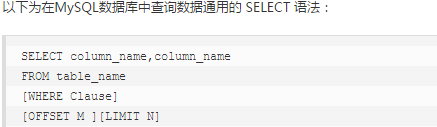 以下为在MySQL数据库中查询数据通用的 SELECT 语法：
SELECT column_name,column_name
FROM table_name
[WHERE Clause]
[OFFSET M ][LIMIT N]